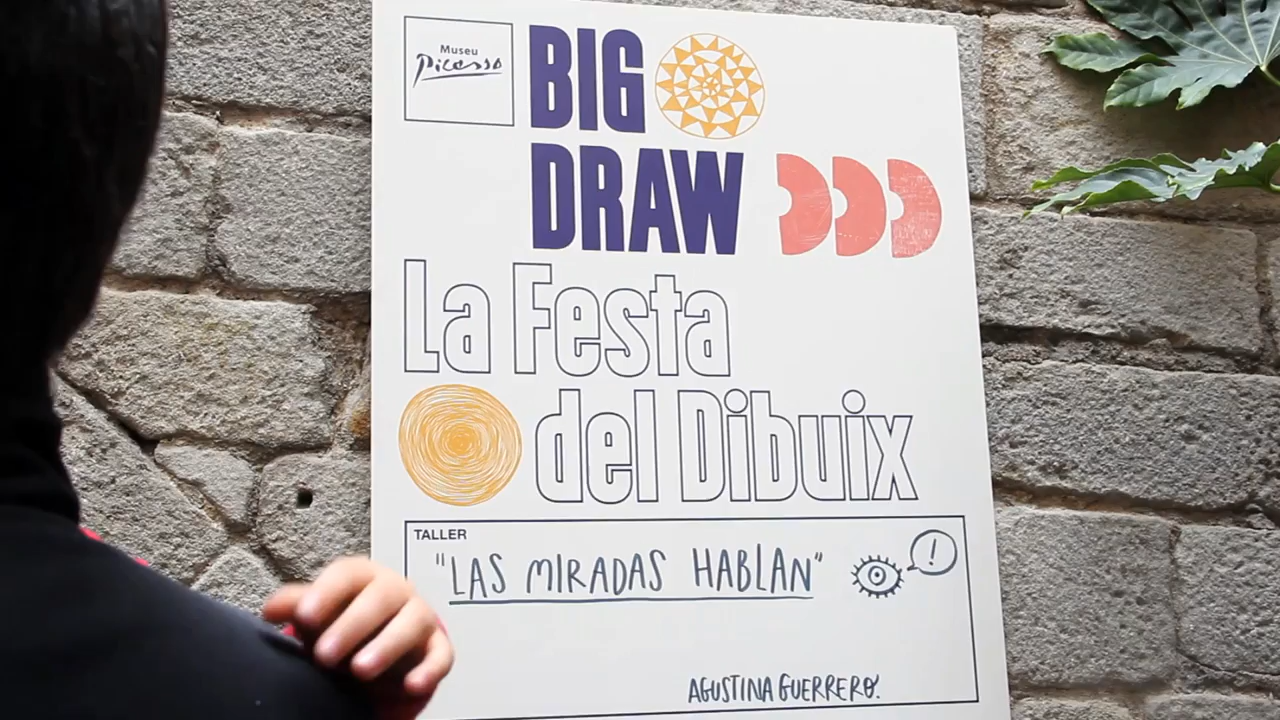 Museu
Picasso
BIG
DRAW
La Festa
del Dibuix
TALLER
"LAS MIRADAS HABLAN"
!
AGUSTINA GUERRERO.